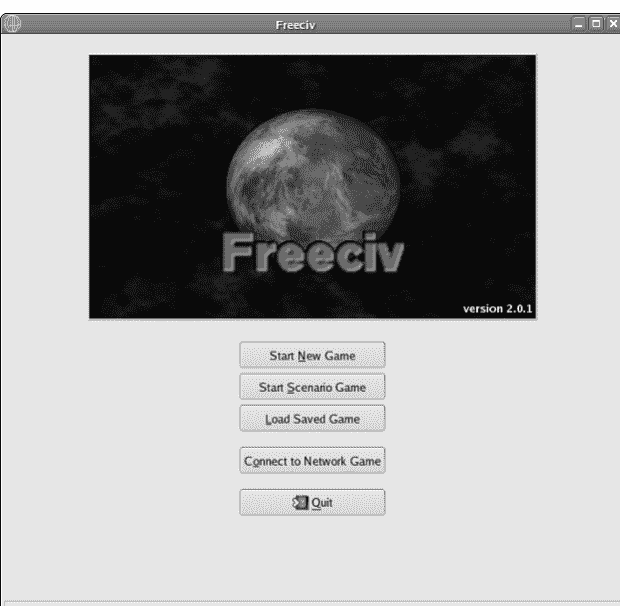 Freeciv
Freeciv
version 2.0.1
Start New Game
Start Scenario Game
Load Saved Game
Connect to Network Game
Quit